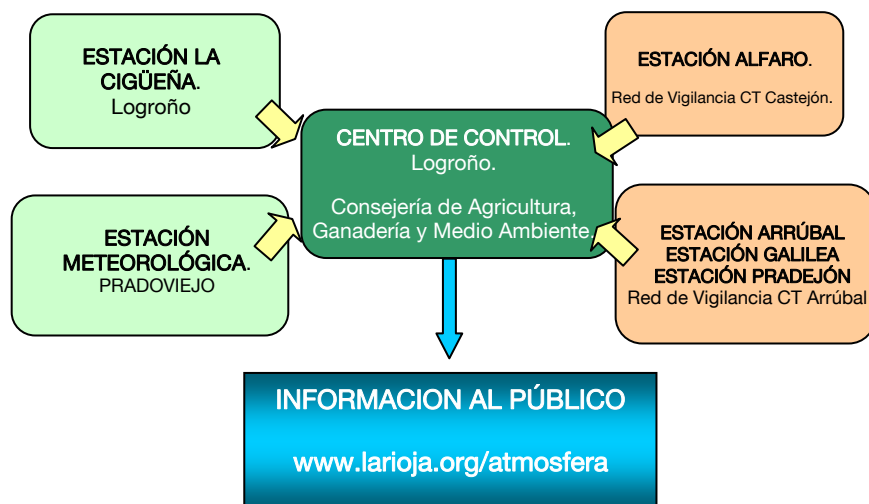 ESTACIÓN LA
CIGÜEÑA.
Logroño
ESTACIÓN ALFARO.
Red de Vigilancia CT Castejón.
CENTRO DE CONTROL.
Logroño.
Consejería de Agricultura,
Ganadería y Medio Ambiente.
ESTACIÓN
METEOROLÓGICA.
PRADOVIEJO
ESTACIÓN ARRÚBAL
ESTACIÓN GALILEA
ESTACIÓN PRADEJÓN
Red de Vigilancia CT Arrúbal
INFORMACION AL PÚBLICO
www.larioja.org/atmosfera